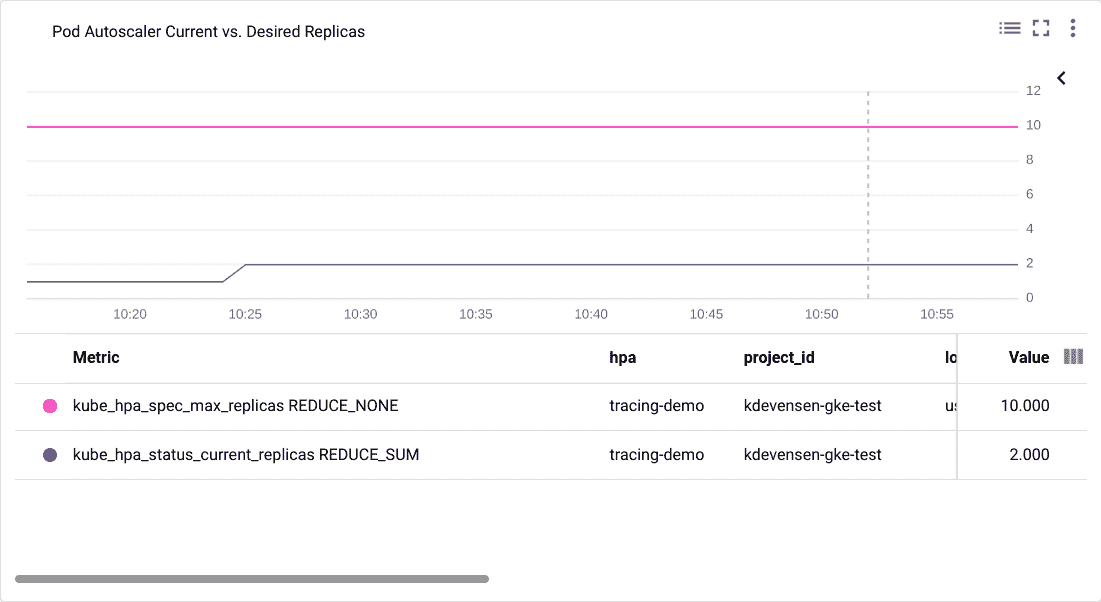 Pod Autoscaler Current vs. Desired Replicas
12
10
8
6
4
2
0
10:20 10:25 10:30 10:35 10:40 10:45 10:50 10:55
Metric hpa project_id lo Value
kube_hpa_spec_max_replicas REDUCE_NONE tracing-demo kdevensen-gke-test us 10.000
kube_hpa_status_current_replicas REDUCE_SUM tracing-demo kdevensen-gke-test 2.000